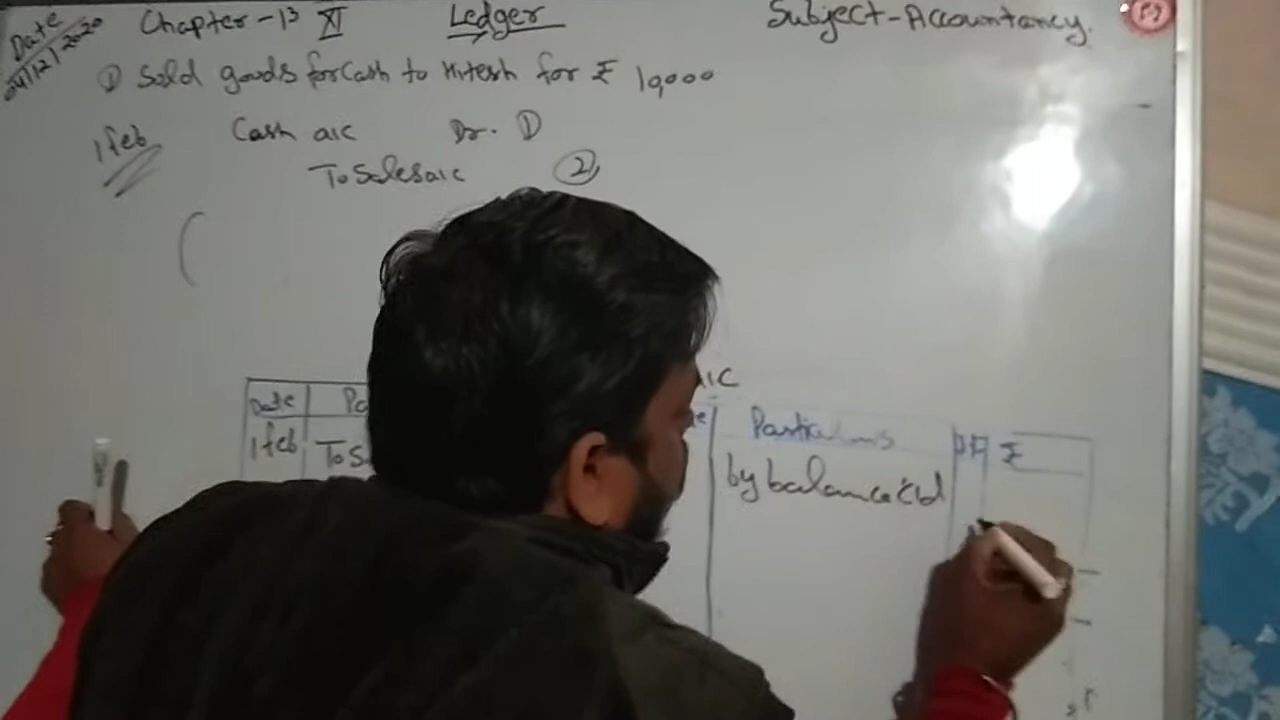 Date Chapter-13 XI Ledger Subject-Accountancy.
04/12/2020
① Sold goods for Cash to Hitesh for ₹ 10,000
1 feb Cash a/c Dr. ①
To Sales a/c ②
A/C
Date Pa Particulars ₹
1 feb To S by balance c/d